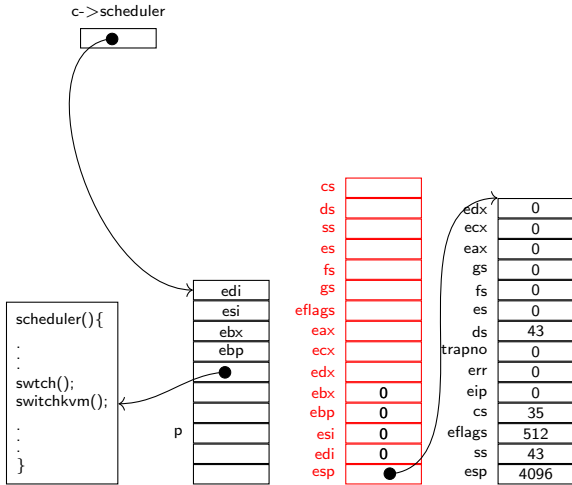 c->scheduler
scheduler(){
.
.
.
swtch();
switchkvm();
.
.
.
}
edi
esi
ebx
ebp
p
cs
ds
ss
es
fs
gs
eflags
eax
ecx
edx
ebx 0
ebp 0
esi 0
edi 0
esp
edx 0
ecx 0
eax 0
gs 0
fs 0
es 0
ds 43
trapno 0
err 0
eip 0
cs 35
eflags 512
ss 43
esp 4096